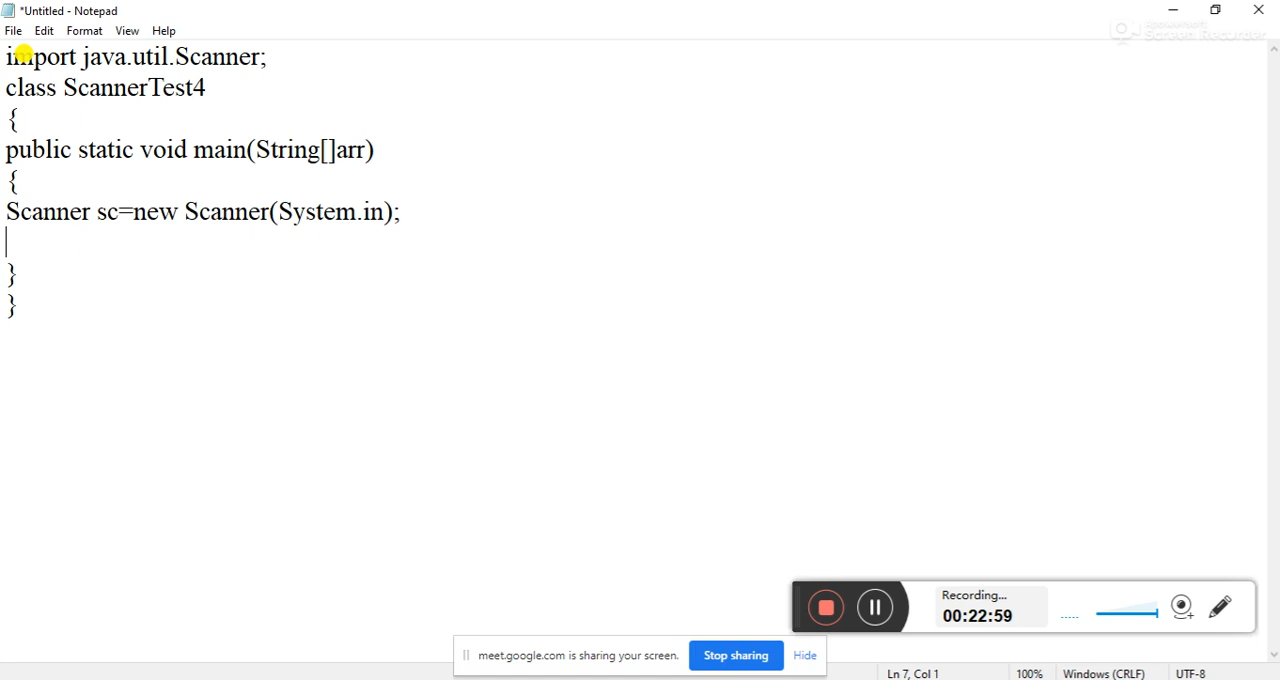 *Untitled - Notepad
File Edit Format View Help
Screen Recorder
import java.util.Scanner;
class ScannerTest4
{
public static void main(String[]arr)
{
Scanner sc=new Scanner(System.in);
}
}
Recording...
00:22:59
meet.google.com is sharing your screen. Stop sharing Hide
Ln 7, Col 1 100% Windows (CRLF) UTF-8